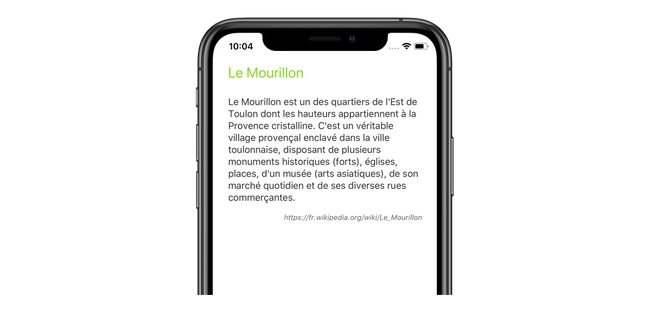 10:04
Le Mourillon
Le Mourillon est un des quartiers de l'Est de
Toulon dont les hauteurs appartiennent à la
Provence cristalline. C'est un véritable
village provençal enclavé dans la ville
toulonnaise, disposant de plusieurs
monuments historiques (forts), églises,
places, d'un musée (arts asiatiques), de son
marché quotidien et de ses diverses rues
commerçantes.
https://fr.wikipedia.org/wiki/Le_Mourillon